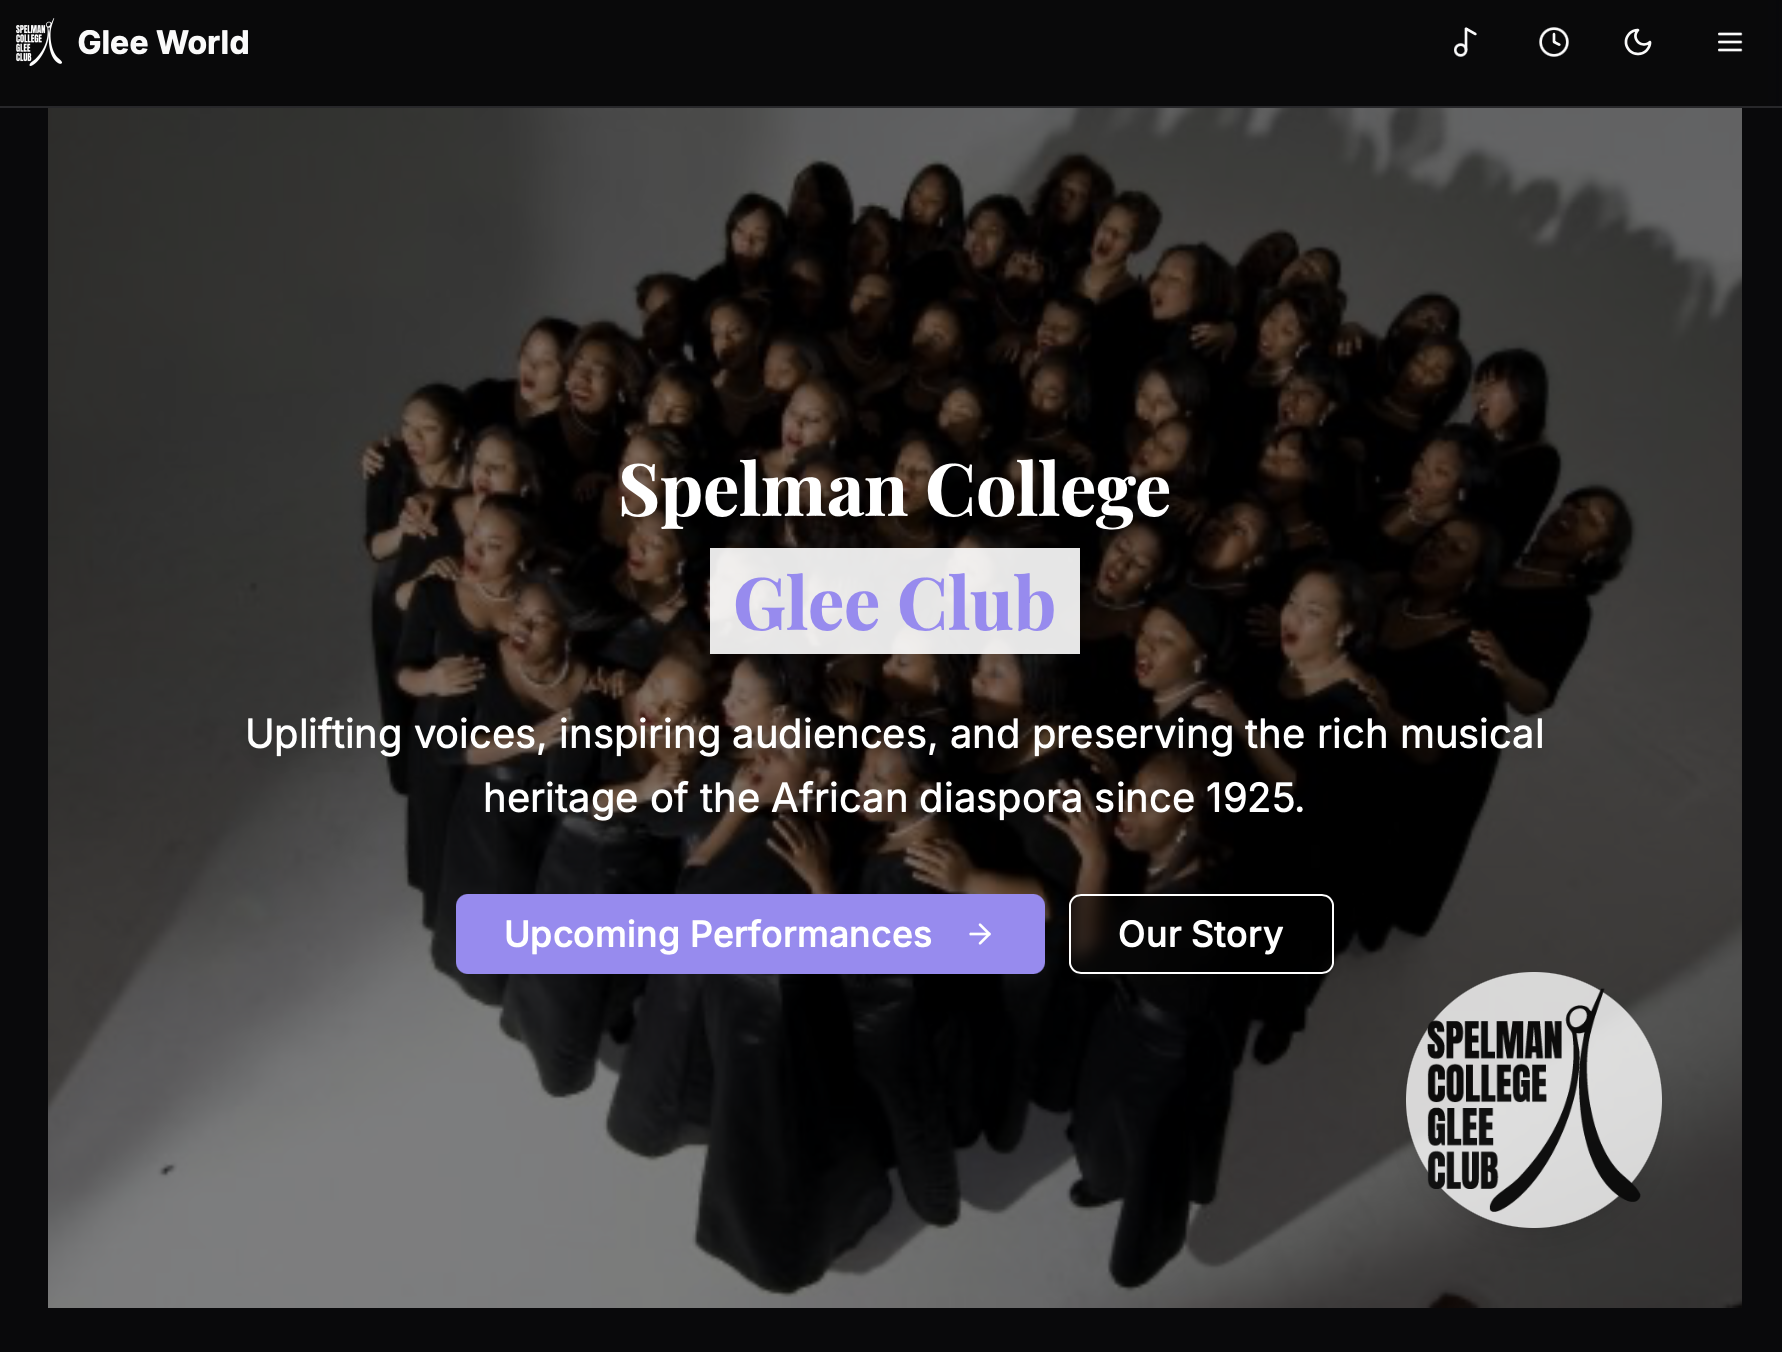 SPELMAN
COLLEGE
GLEE
CLUB
Glee World
Spelman College
Glee Club
Uplifting voices, inspiring audiences, and preserving the rich musical
heritage of the African diaspora since 1925.
Upcoming Performances →
Our Story
SPELMAN
COLLEGE
GLEE
CLUB